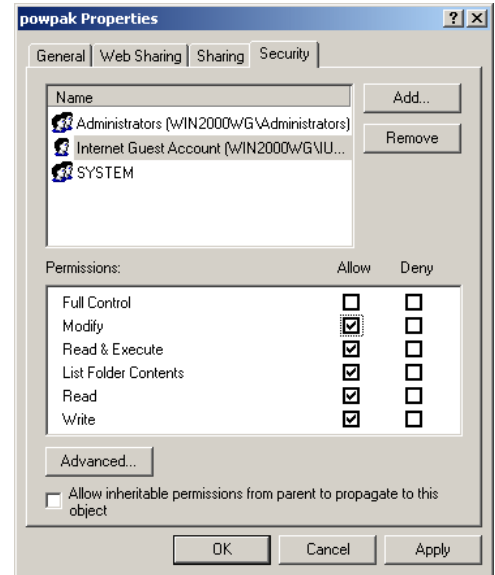 powpak Properties
General Web Sharing Sharing Security
Name
Administrators (WIN2000WG\Administrators)
Internet Guest Account (WIN2000WG\IU...
SYSTEM
Add...
Remove
Permissions: Allow Deny
Full Control
Modify
Read & Execute
List Folder Contents
Read
Write
Advanced...
Allow inheritable permissions from parent to propagate to this
object
OK Cancel Apply